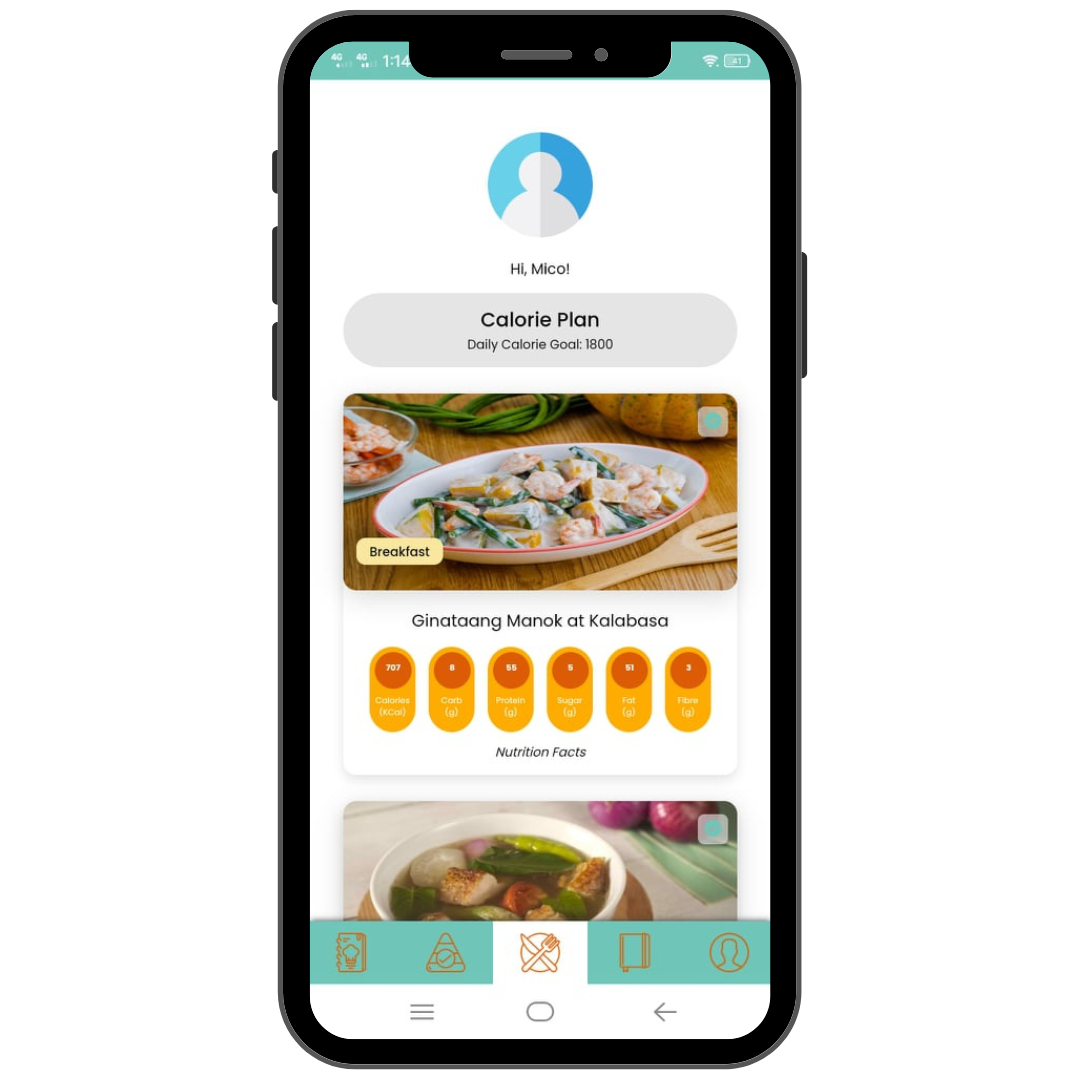 4G 4G 1:14
41
Hi, Mico!
Calorie Plan
Daily Calorie Goal: 1800
Breakfast
Ginataang Manok at Kalabasa
707 8 55 5 51 3
Calories Carb Protein Sugar Fat Fibre
(KCal) (g) (g) (g) (g) (g)
Nutrition Facts